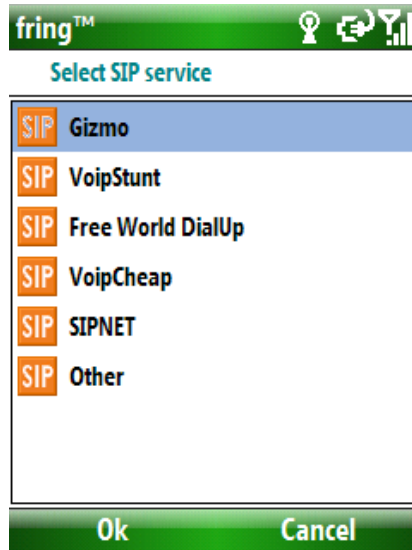 fring™
Select SIP service
SIP Gizmo
SIP VoipStunt
SIP Free World DialUp
SIP VoipCheap
SIP SIPNET
SIP Other
Ok Cancel